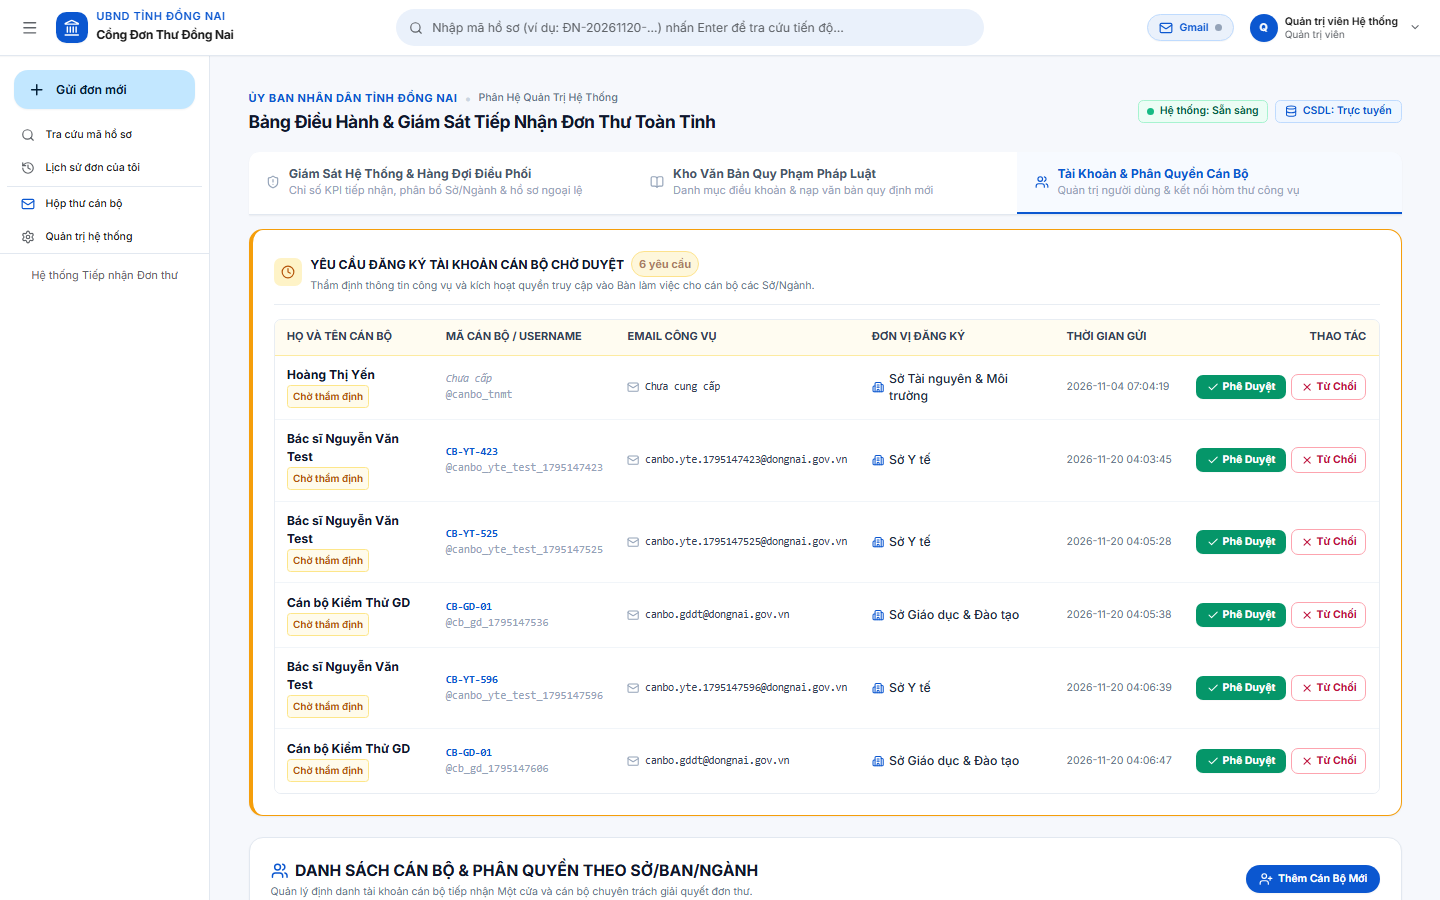 UBND TỈNH ĐỒNG NAI
Cổng Đơn Thư Đồng Nai
Nhập mã hồ sơ (ví dụ: ĐN-20261120-...) nhấn Enter để tra cứu tiến độ...
Gmail
Q
Quản trị viên Hệ thống
Quản trị viên
Gửi đơn mới
Tra cứu mã hồ sơ
Lịch sử đơn của tôi
Hộp thư cán bộ
Quản trị hệ thống
Hệ thống Tiếp nhận Đơn thư
ỦY BAN NHÂN DÂN TỈNH ĐỒNG NAI
Phân Hệ Quản Trị Hệ Thống
Bảng Điều Hành & Giám Sát Tiếp Nhận Đơn Thư Toàn Tỉnh
Hệ thống: Sẵn sàng
CSDL: Trực tuyến
Giám Sát Hệ Thống & Hàng Đợi Điều Phối
Chỉ số KPI tiếp nhận, phân bổ Sở/Ngành & hồ sơ ngoại lệ
Kho Văn Bản Quy Phạm Pháp Luật
Danh mục điều khoản & nạp văn bản quy định mới
Tài Khoản & Phân Quyền Cán Bộ
Quản trị người dùng & kết nối hòm thư công vụ
YÊU CẦU ĐĂNG KÝ TÀI KHOẢN CÁN BỘ CHỜ DUYỆT
6 yêu cầu
Thẩm định thông tin công vụ và kích hoạt quyền truy cập vào Bàn làm việc cho cán bộ các Sở/Ngành.
HỌ VÀ TÊN CÁN BỘ
MÃ CÁN BỘ / USERNAME
EMAIL CÔNG VỤ
ĐƠN VỊ ĐĂNG KÝ
THỜI GIAN GỬI
THAO TÁC
Hoàng Thị Yến
Chờ thẩm định
Chưa cấp
@canbo_tnmt
Chưa cung cấp
Sở Tài nguyên & Môi
trường
2026-11-04 07:04:19
Phê Duyệt
Từ Chối
Bác sĩ Nguyễn Văn
Test
Chờ thẩm định
CB-YT-423
@canbo_yte_test_1795147423
canbo.yte.1795147423@dongnai.gov.vn
Sở Y tế
2026-11-20 04:03:45
Phê Duyệt
Từ Chối
Bác sĩ Nguyễn Văn
Test
Chờ thẩm định
CB-YT-525
@canbo_yte_test_1795147525
canbo.yte.1795147525@dongnai.gov.vn
Sở Y tế
2026-11-20 04:05:28
Phê Duyệt
Từ Chối
Cán bộ Kiểm Thử GD
Chờ thẩm định
CB-GD-01
@cb_gd_1795147536
canbo.gddt@dongnai.gov.vn
Sở Giáo dục & Đào tạo
2026-11-20 04:05:38
Phê Duyệt
Từ Chối
Bác sĩ Nguyễn Văn
Test
Chờ thẩm định
CB-YT-596
@canbo_yte_test_1795147596
canbo.yte.1795147596@dongnai.gov.vn
Sở Y tế
2026-11-20 04:06:39
Phê Duyệt
Từ Chối
Cán bộ Kiểm Thử GD
Chờ thẩm định
CB-GD-01
@cb_gd_1795147606
canbo.gddt@dongnai.gov.vn
Sở Giáo dục & Đào tạo
2026-11-20 04:06:47
Phê Duyệt
Từ Chối
DANH SÁCH CÁN BỘ & PHÂN QUYỀN THEO SỞ/BAN/NGÀNH
Quản lý định danh tài khoản cán bộ tiếp nhận Một cửa và cán bộ chuyên trách giải quyết đơn thư.
Thêm Cán Bộ Mới